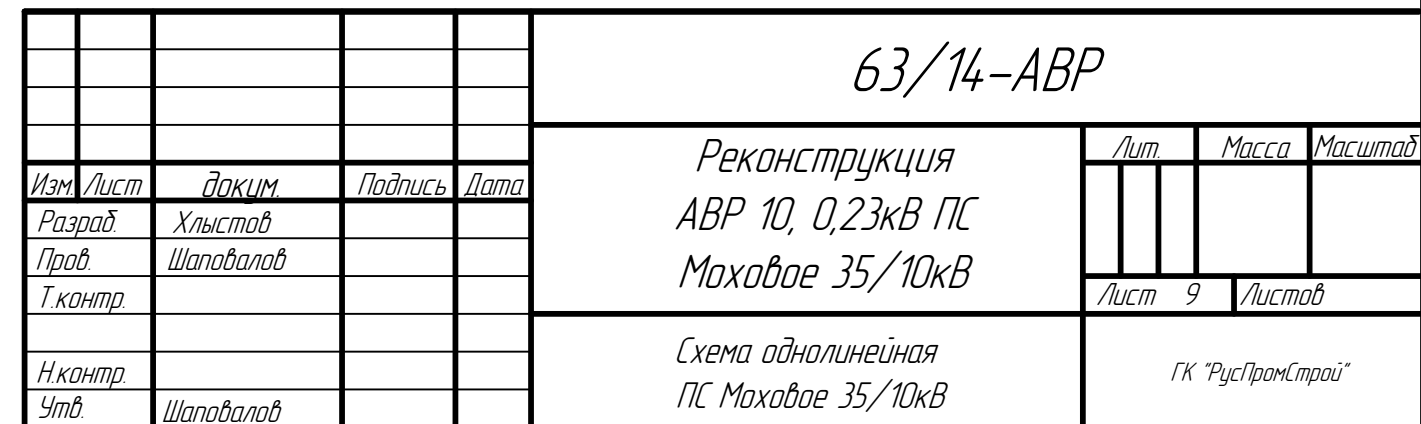 63/14-АВР
Реконструкция
АВР 10, 0,23кВ ПС
Моховое 35/10кВ
Лит. Масса Масштаб
Лист 9 Листов
Изм. Лист докум. Подпись Дата
Разраб. Хлыстов
Пров. Шаповалов
Т.контр.
Н.контр.
Утв. Шаповалов
Схема однолинейная
ПС Моховое 35/10кВ
ГК "РусПромСтрой"